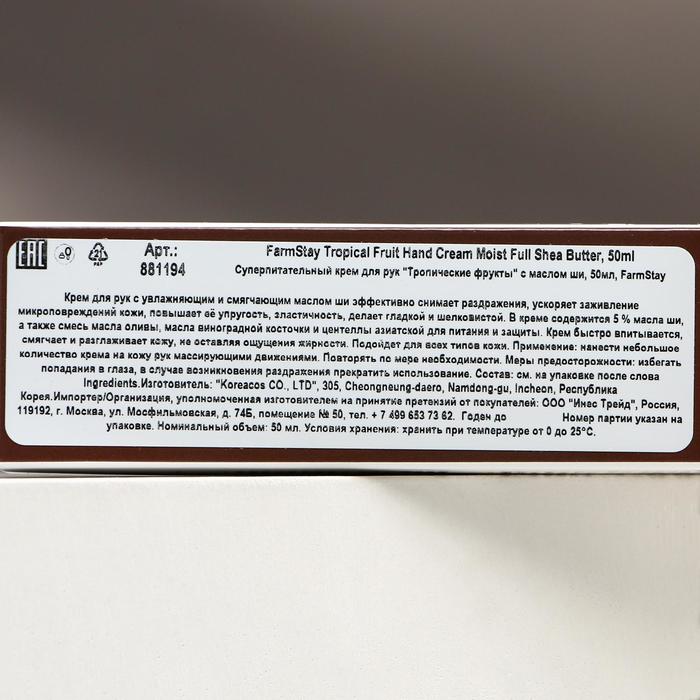 EAC
21
PAP
Арт.:
881194
FarmStay Tropical Fruit Hand Cream Moist Full Shea Butter, 50ml
Суперпитательный крем для рук "Тропические фрукты" с маслом ши, 50мл, FarmStay
Крем для рук с увлажняющим и смягчающим маслом ши эффективно снимает раздражения, ускоряет заживление
микроповреждений кожи, повышает её упругость, эластичность, делает гладкой и шелковистой. В креме содержится 5 % масла ши,
а также смесь масла оливы, масла виноградной косточки и центеллы азиатской для питания и защиты. Крем быстро впитывается,
смягчает и разглаживает кожу, не оставляя ощущения жирности. Подойдет для всех типов кожи. Применение: нанести небольшое
количество крема на кожу рук массирующими движениями. Повторять по мере необходимости. Меры предосторожности: избегать
попадания в глаза, в случае возникновения раздражения прекратить использование. Состав: см. на упаковке после слова
Ingredients.Изготовитель: "Koreacos CO., LTD", 305, Cheongneung-daero, Namdong-gu, Incheon, Республика
Корея.Импортер/Организация, уполномоченная изготовителем на принятие претензий от покупателей: ООО "Инес Трейд", Россия,
119192, г. Москва, ул. Мосфильмовская, д. 74Б, помещение № 50, тел. + 7 499 653 73 62. Годен до Номер партии указан на
упаковке. Номинальный объем: 50 мл. Условия хранения: хранить при температуре от 0 до 25°C.